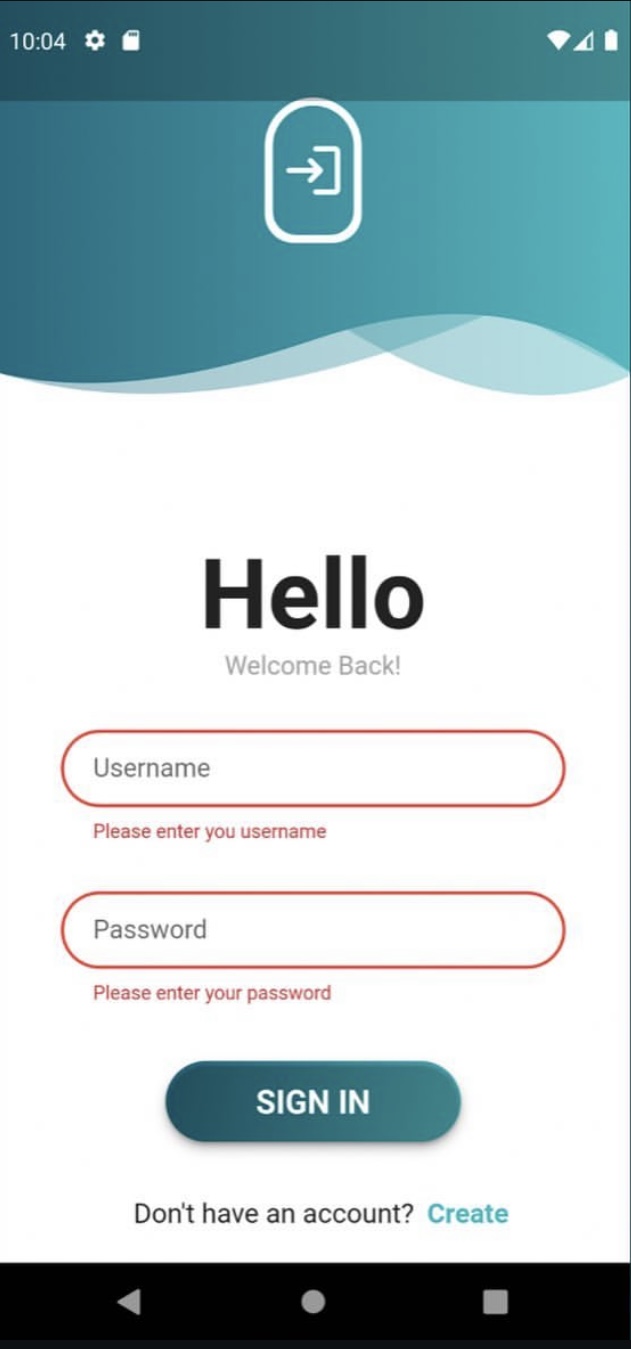 10:04
Hello
Welcome Back!
Username
Please enter you username
Password
Please enter your password
SIGN IN
Don't have an account? Create